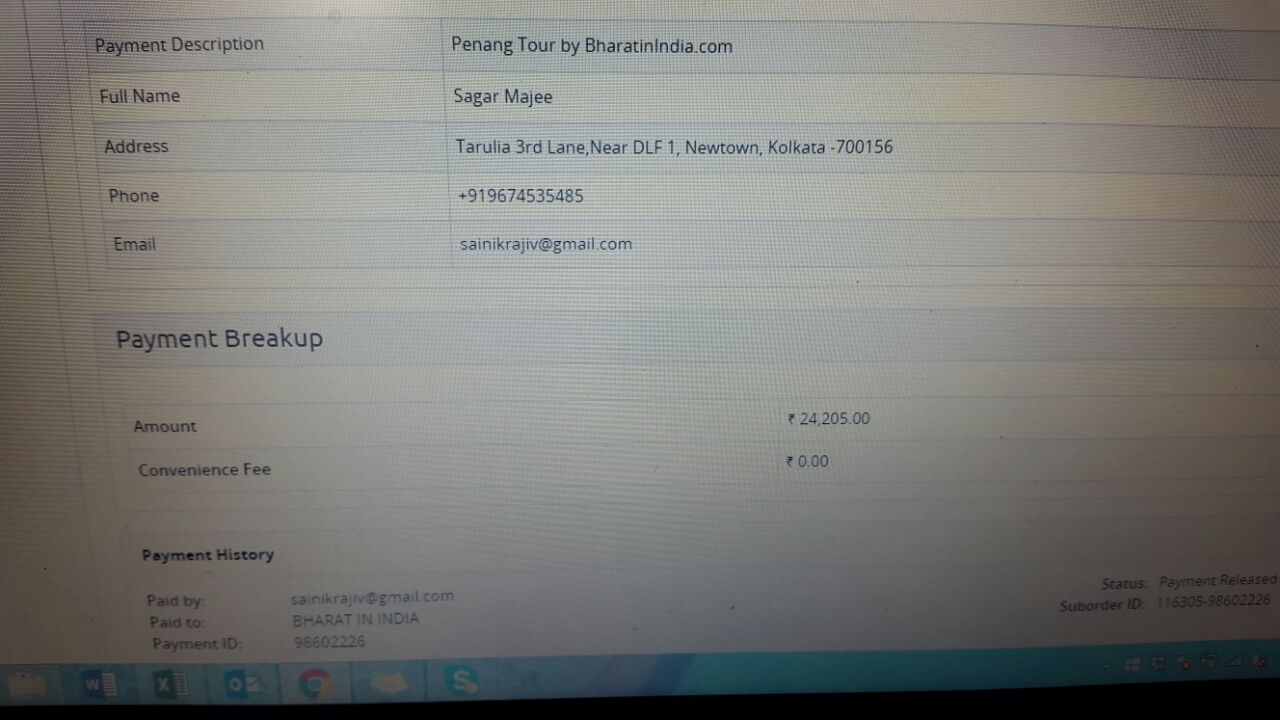 Payment Description Penang Tour by BharatinIndia.com
Full Name Sagar Majee
Address Tarulia 3rd Lane,Near DLF 1, Newtown, Kolkata -700156
Phone +919674535485
Email sainikrajiv@gmail.com
Payment Breakup
Amount ₹ 24,205.00
Convenience Fee ₹ 0.00
Payment History
Paid by: sainikrajiv@gmail.com Status: Payment Released
Paid to: BHARAT IN INDIA Suborder ID: 116305-98602226
Payment ID: 98602226